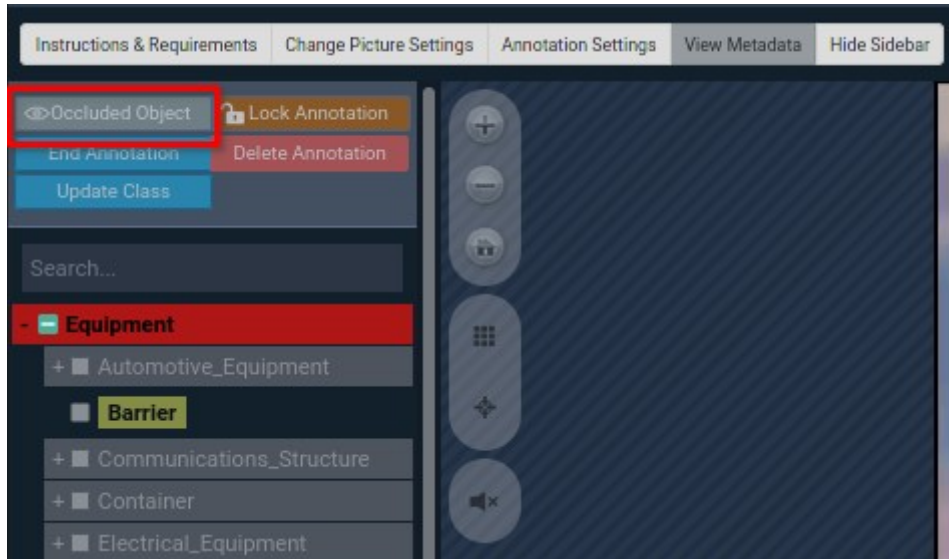 Instructions & Requirements Change Picture Settings Annotation Settings View Metadata Hide Sidebar
Occluded Object Lock Annotation
End Annotation Delete Annotation
Update Class
Search...
- Equipment
+ Automotive_Equipment
Barrier
+ Communications_Structure
+ Container
+ Electrical_Equipment